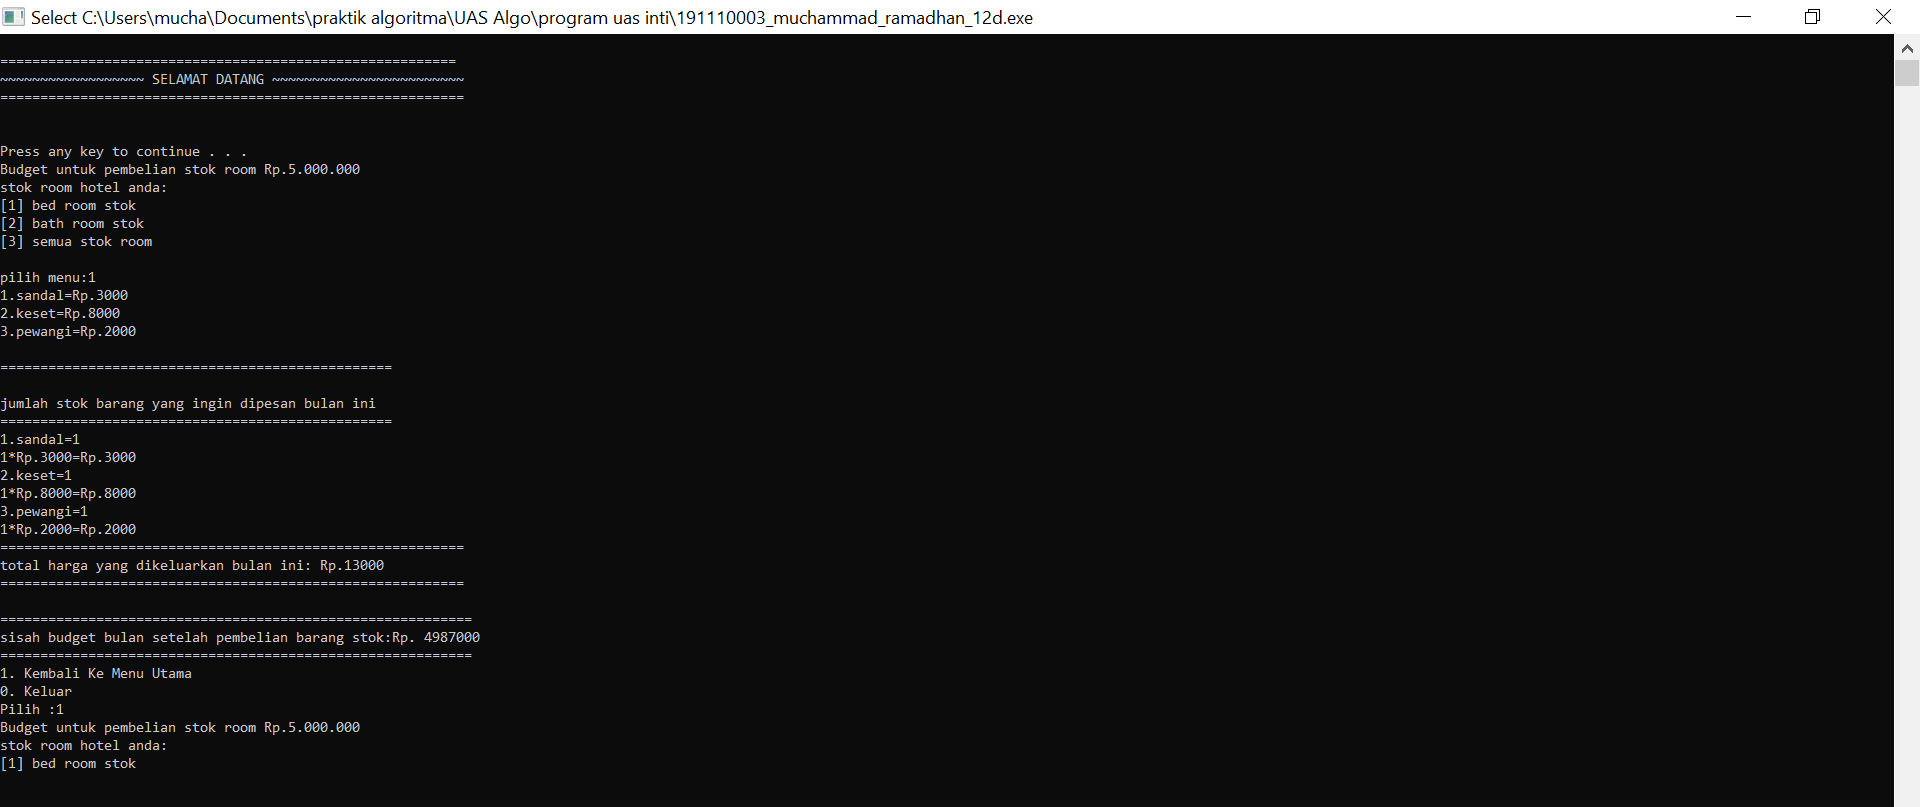 Select C:\Users\mucha\Documents\praktik algoritma\UAS Algo\program uas inti\191110003_muchammad_ramadhan_12d.exe
=========================================================
~~~~~~~~~~~~~~~~~~ SELAMAT DATANG ~~~~~~~~~~~~~~~~~~~~~~~~
==========================================================
Press any key to continue . . .
Budget untuk pembelian stok room Rp.5.000.000
stok room hotel anda:
[1] bed room stok
[2] bath room stok
[3] semua stok room
pilih menu:1
1.sandal=Rp.3000
2.keset=Rp.8000
3.pewangi=Rp.2000
=================================================
jumlah stok barang yang ingin dipesan bulan ini
=================================================
1.sandal=1
1*Rp.3000=Rp.3000
2.keset=1
1*Rp.8000=Rp.8000
3.pewangi=1
1*Rp.2000=Rp.2000
==========================================================
total harga yang dikeluarkan bulan ini: Rp.13000
==========================================================
===========================================================
sisah budget bulan setelah pembelian barang stok:Rp. 4987000
===========================================================
1. Kembali Ke Menu Utama
0. Keluar
Pilih :1
Budget untuk pembelian stok room Rp.5.000.000
stok room hotel anda:
[1] bed room stok